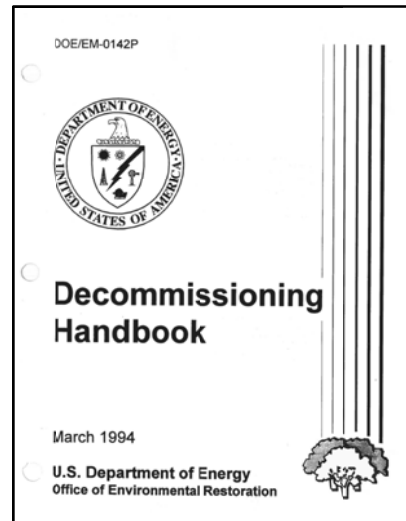 DOE/EM-0142P
DEPARTMENT OF ENERGY
UNITED STATES OF AMERICA
Decommissioning
Handbook
March 1994
U.S. Department of Energy
Office of Environmental Restoration